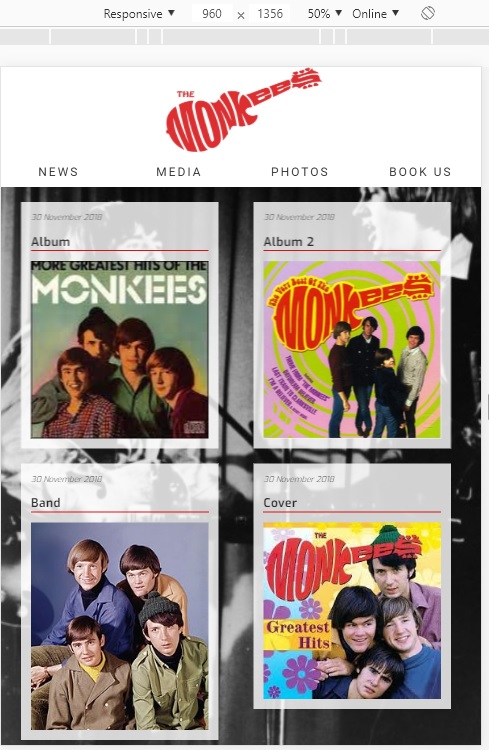 Responsive 960 x 1356 50% Online
THE
MONKEES
NEWS MEDIA PHOTOS BOOK US
30 November 2018
Album
MORE GREATEST HITS OF THE
MONKEES
30 November 2018
Album 2
The Very Best Of The
MONKEES
30 November 2018
Band
30 November 2018
Cover
THE
MONKEES
Greatest
Hits